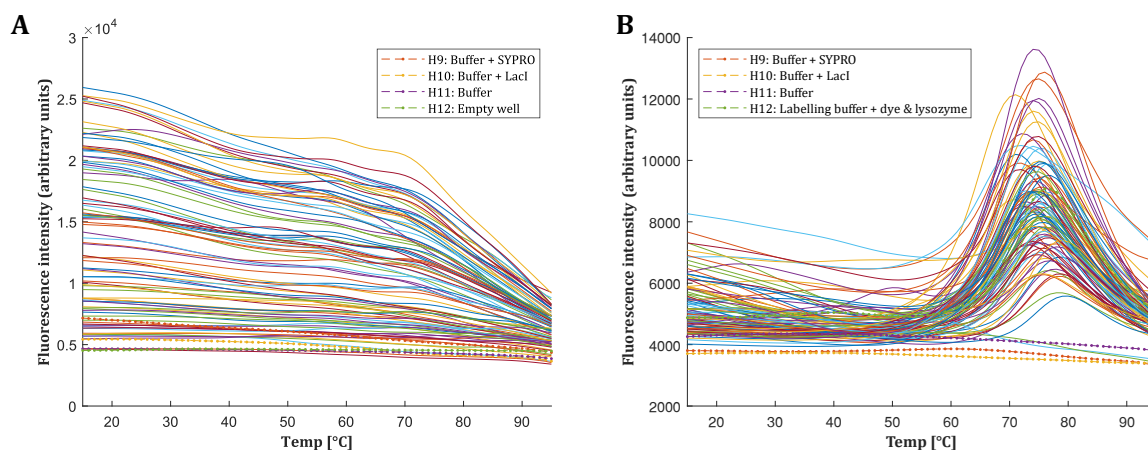 A
×10⁴
3
2.5
2
1.5
1
0.5
0
20 30 40 50 60 70 80 90
Temp [°C]
Fluorescence intensity (arbitrary units)
H9: Buffer + SYPRO
H10: Buffer + LacI
H11: Buffer
H12: Empty well
B
14000
12000
10000
8000
6000
4000
2000
20 30 40 50 60 70 80 90
Temp [°C]
Fluorescence intensity (arbitrary units)
H9: Buffer + SYPRO
H10: Buffer + LacI
H11: Buffer
H12: Labelling buffer + dye & lysozyme